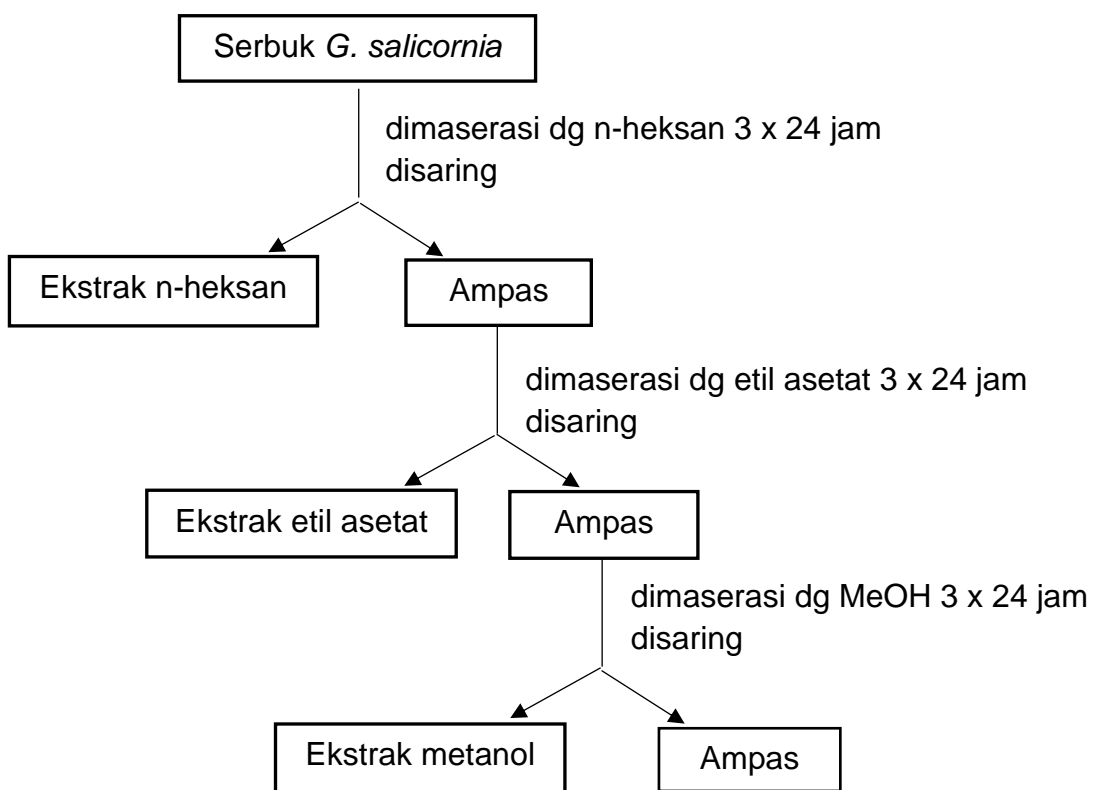 Serbuk G. salicornia
dimaserasi dg n-heksan 3 x 24 jam
disaring
Ekstrak n-heksan
Ampas
dimaserasi dg etil asetat 3 x 24 jam
disaring
Ekstrak etil asetat
Ampas
dimaserasi dg MeOH 3 x 24 jam
disaring
Ekstrak metanol
Ampas